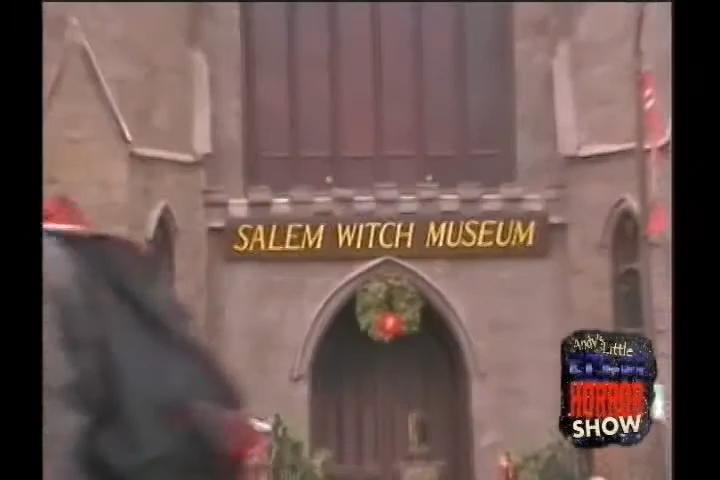 SALEM WITCH MUSEUM
Andy's
Little
HORROR
SHOW